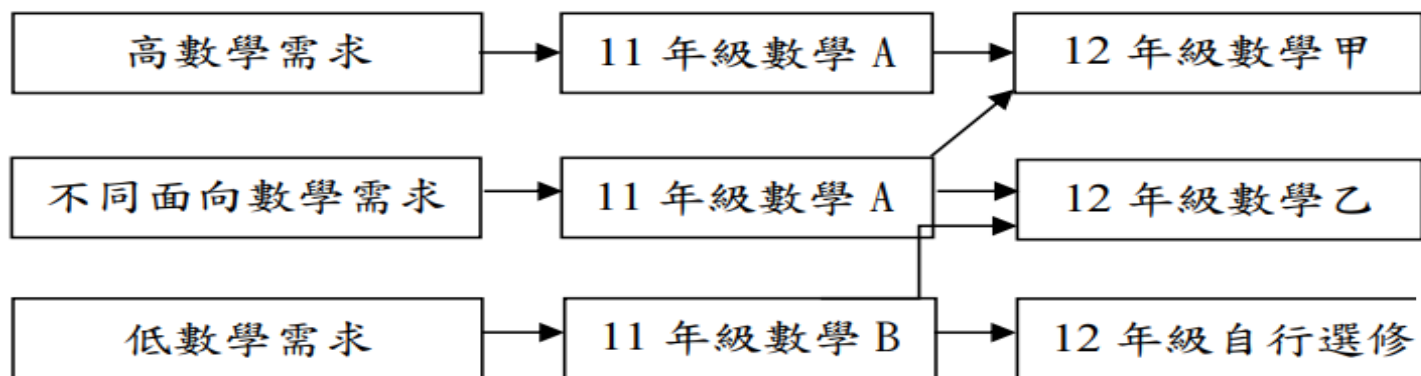 高數學需求 11 年級數學 A 12 年級數學甲
不同面向數學需求 11 年級數學 A 12 年級數學乙
低數學需求 11 年級數學 B 12 年級自行選修